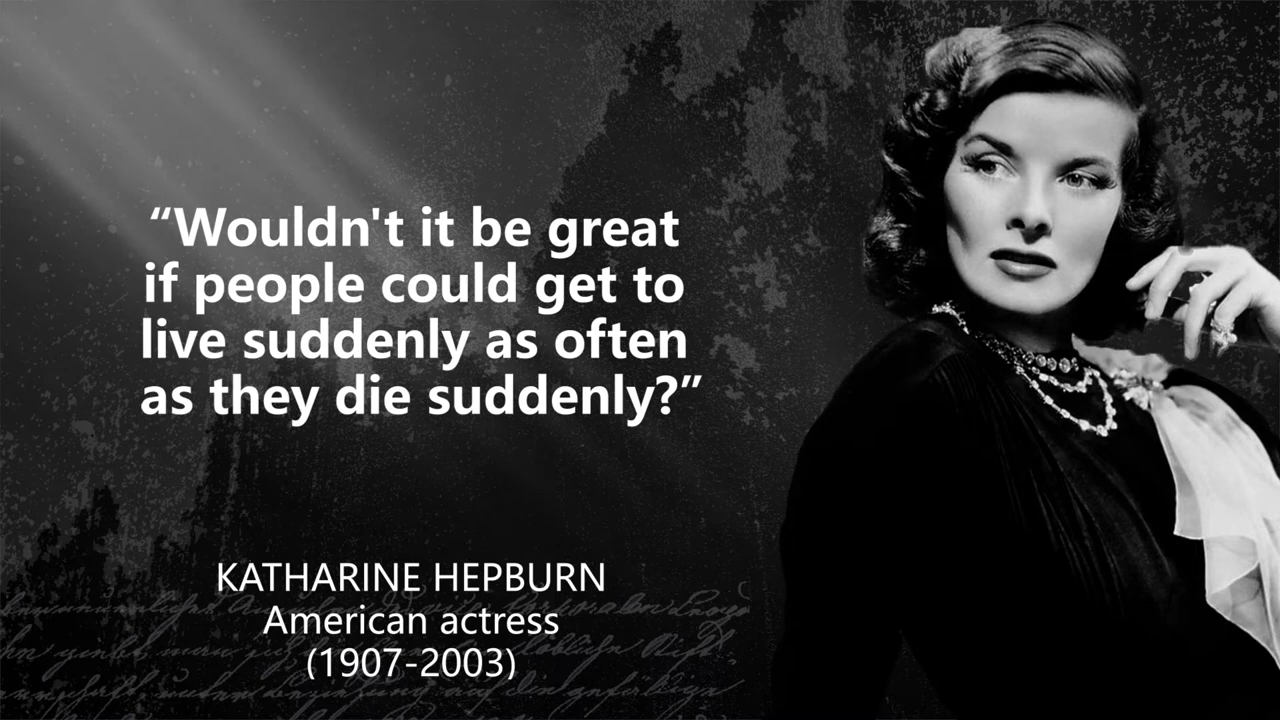 “Wouldn't it be great
if people could get to
live suddenly as often
as they die suddenly?”
KATHARINE HEPBURN
American actress
(1907-2003)